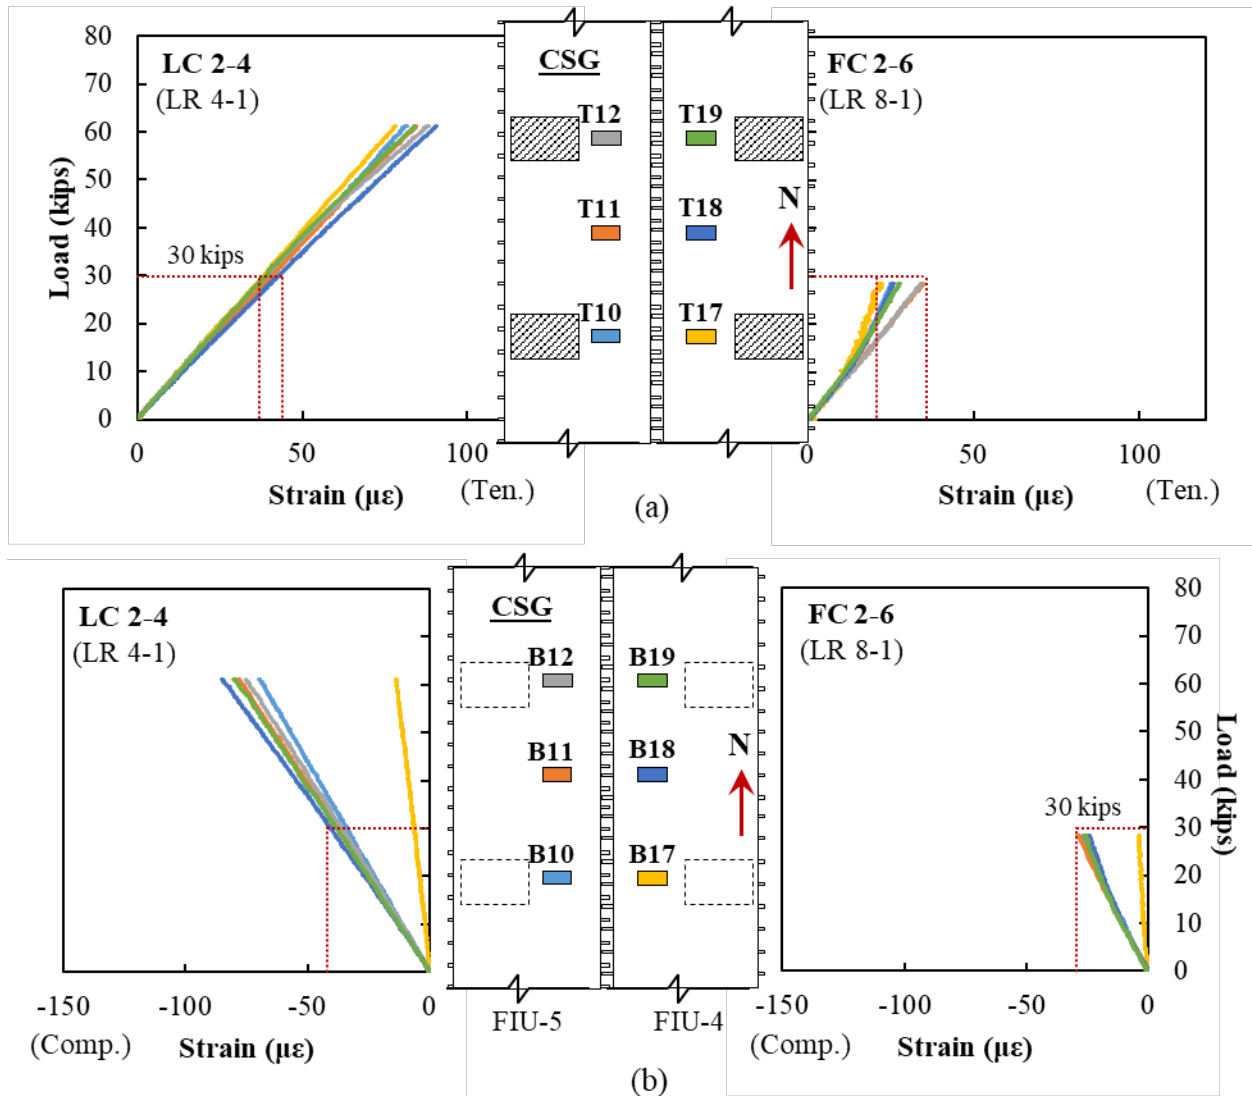 80
70
60
50
40
30
20
10
0
Load (kips)
LC 2-4
(LR 4-1)
30 kips
0
50
100
Strain (με)
(Ten.)
CSG
T12
T19
T11
T18
T10
T17
N
FC 2-6
(LR 8-1)
0
50
100
Strain (με)
(Ten.)
(a)
LC 2-4
(LR 4-1)
-150
-100
-50
0
(Comp.)
Strain (με)
CSG
B12
B19
B11
B18
B10
B17
N
FIU-5
FIU-4
FC 2-6
(LR 8-1)
30 kips
80
70
60
50
40
30
20
10
0
Load (kips)
-150
-100
-50
0
(Comp.)
Strain (με)
(b)